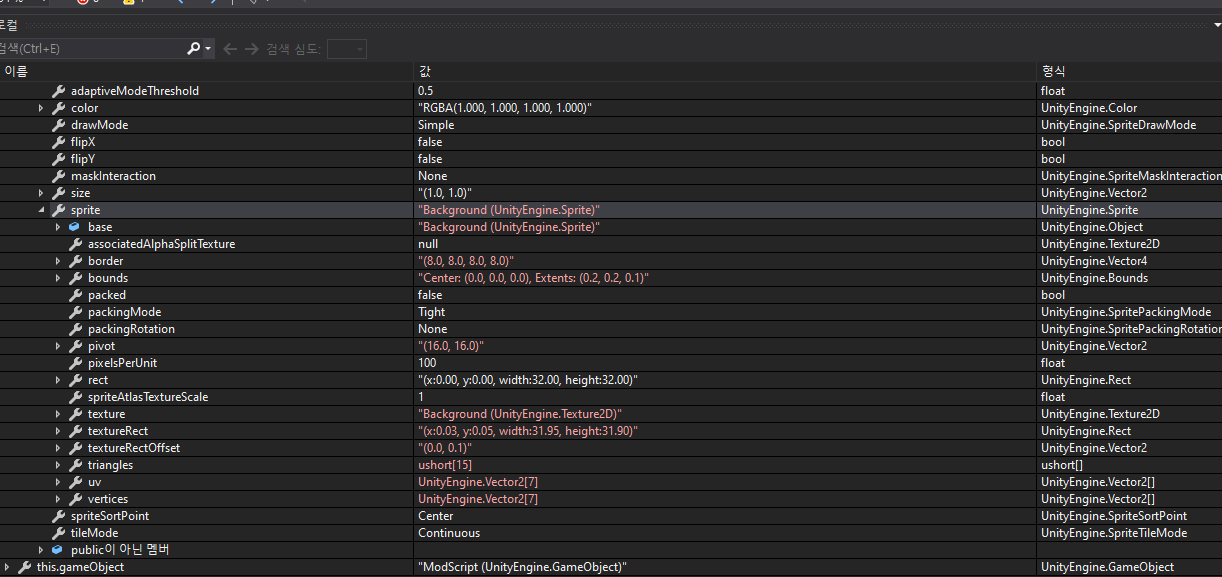 로컬
검색(Ctrl+E) 검색 심도:
이름 값 형식
adaptiveModeThreshold 0.5 float
color "RGBA(1.000, 1.000, 1.000, 1.000)" UnityEngine.Color
drawMode Simple UnityEngine.SpriteDrawMode
flipX false bool
flipY false bool
maskInteraction None UnityEngine.SpriteMaskInteraction
size "(1.0, 1.0)" UnityEngine.Vector2
sprite "Background (UnityEngine.Sprite)" UnityEngine.Sprite
base "Background (UnityEngine.Sprite)" UnityEngine.Object
associatedAlphaSplitTexture null UnityEngine.Texture2D
border "(8.0, 8.0, 8.0, 8.0)" UnityEngine.Vector4
bounds "Center: (0.0, 0.0, 0.0), Extents: (0.2, 0.2, 0.1)" UnityEngine.Bounds
packed false bool
packingMode Tight UnityEngine.SpritePackingMode
packingRotation None UnityEngine.SpritePackingRotation
pivot "(16.0, 16.0)" UnityEngine.Vector2
pixelsPerUnit 100 float
rect "(x:0.00, y:0.00, width:32.00, height:32.00)" UnityEngine.Rect
spriteAtlasTextureScale 1 float
texture "Background (UnityEngine.Texture2D)" UnityEngine.Texture2D
textureRect "(x:0.03, y:0.05, width:31.95, height:31.90)" UnityEngine.Rect
textureRectOffset "(0.0, 0.1)" UnityEngine.Vector2
triangles ushort[15] ushort[]
uv UnityEngine.Vector2[7] UnityEngine.Vector2[]
vertices UnityEngine.Vector2[7] UnityEngine.Vector2[]
spriteSortPoint Center UnityEngine.SpriteSortPoint
tileMode Continuous UnityEngine.SpriteTileMode
public이 아닌 멤버
this.gameObject "ModScript (UnityEngine.GameObject)" UnityEngine.GameObject